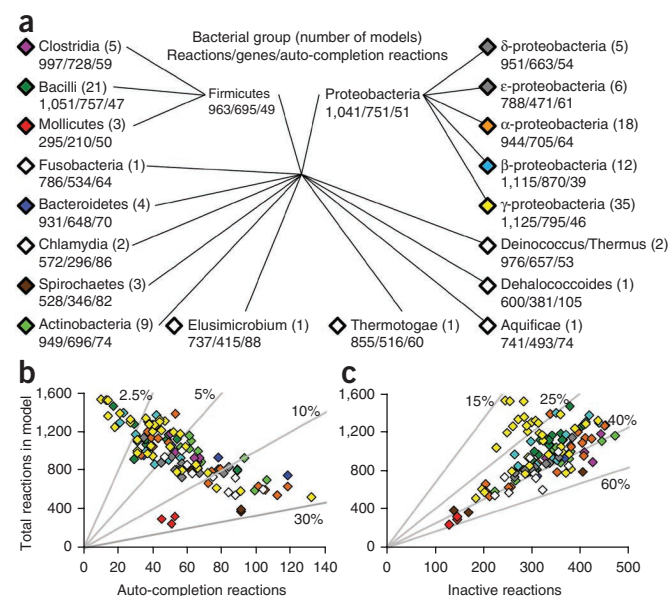 a
Bacterial group (number of models)
Reactions/genes/auto-completion reactions
Clostridia (5)
997/728/59
Bacilli (21)
1,051/757/47
Mollicutes (3)
295/210/50
Fusobacteria (1)
786/534/64
Bacteroidetes (4)
931/648/70
Chlamydia (2)
572/296/86
Spirochaetes (3)
528/346/82
Actinobacteria (9)
949/696/74
Firmicutes
963/695/49
Proteobacteria
1,041/751/51
δ-proteobacteria (5)
951/663/54
ε-proteobacteria (6)
788/471/61
α-proteobacteria (18)
944/705/64
β-proteobacteria (12)
1,115/870/39
γ-proteobacteria (35)
1,125/795/46
Deinococcus/Thermus (2)
976/657/53
Dehalococcoides (1)
600/381/105
Elusimicrobium (1)
737/415/88
Thermotogae (1)
855/516/60
Aquificae (1)
741/493/74
b
Total reactions in model
1,600
1,200
800
400
0
2.5%
5%
10%
30%
0 20 40 60 80 100 120 140
Auto-completion reactions
c
1,600
1,200
800
400
0
15%
25%
40%
60%
0 100 200 300 400 500
Inactive reactions